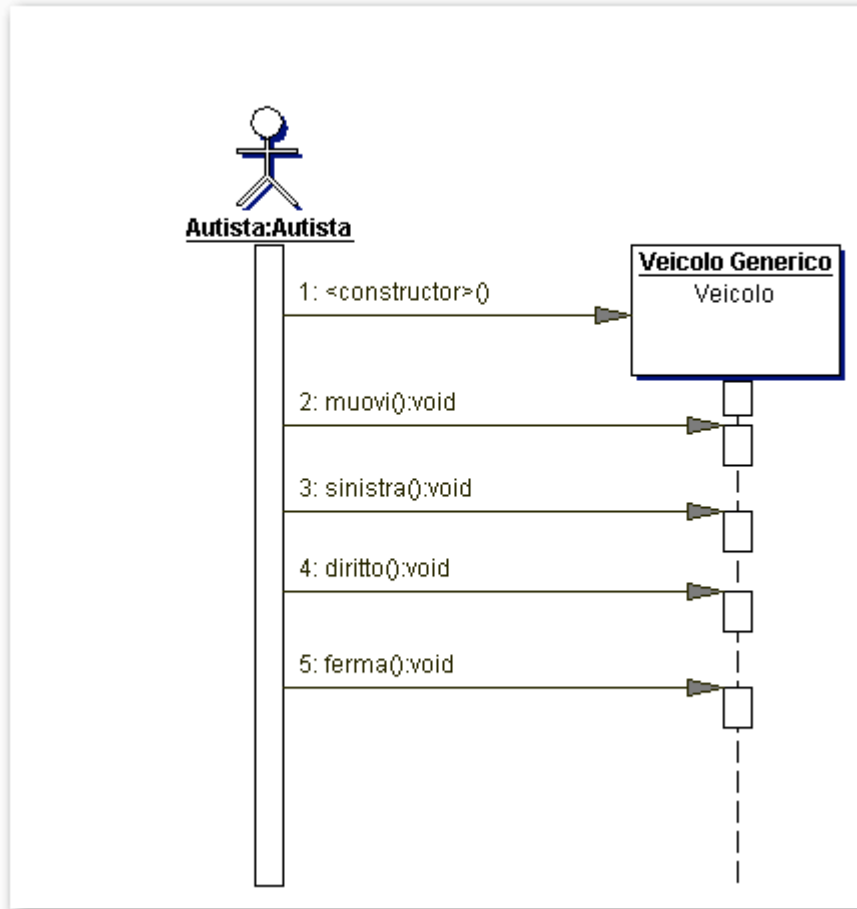 Autista:Autista
Veicolo Generico
Veicolo
1: <constructor>()
2: muovi():void
3: sinistra():void
4: diritto():void
5: ferma():void